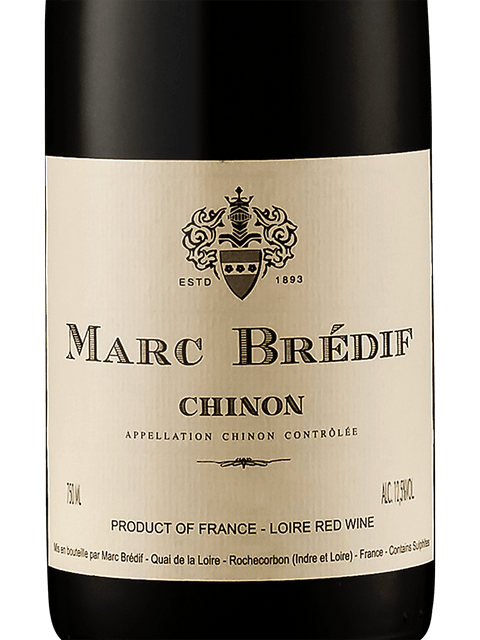 ESTD 1893
MARC BRÉDIF
CHINON
APPELLATION CHINON CONTRÔLÉE
750 ML ALC. 12,5% VOL
PRODUCT OF FRANCE - LOIRE RED WINE
Mis en bouteille par Marc Brédif - Quai de la Loire - Rochecorbon (Indre et Loire) - France - Contains Sulphites